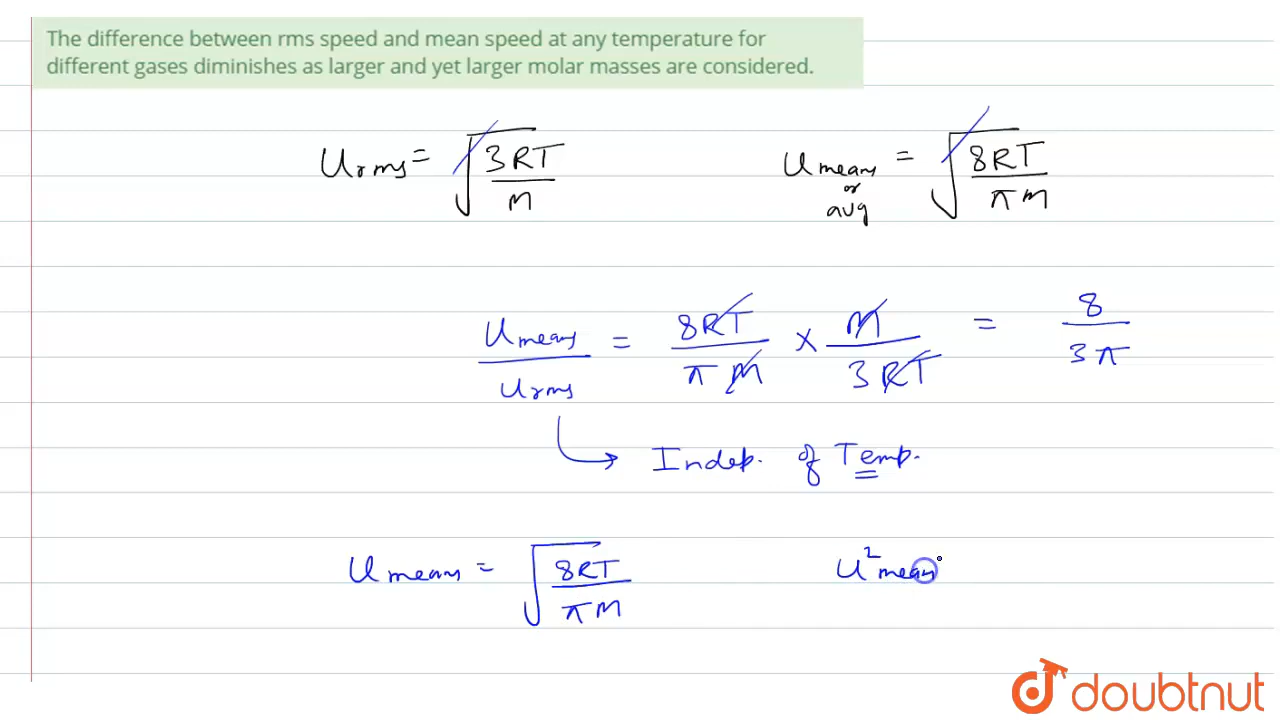 The difference between rms speed and mean speed at any temperature for
different gases diminishes as larger and yet larger molar masses are considered.
Urms = √(3RT/M)
Umean or avg = √(8RT/πM)
Umean/Urms = 8RT/πM × M/3RT = 8/3π
Indep. of Temp.
Umean = √(8RT/πM)
U²mean
doubtnut